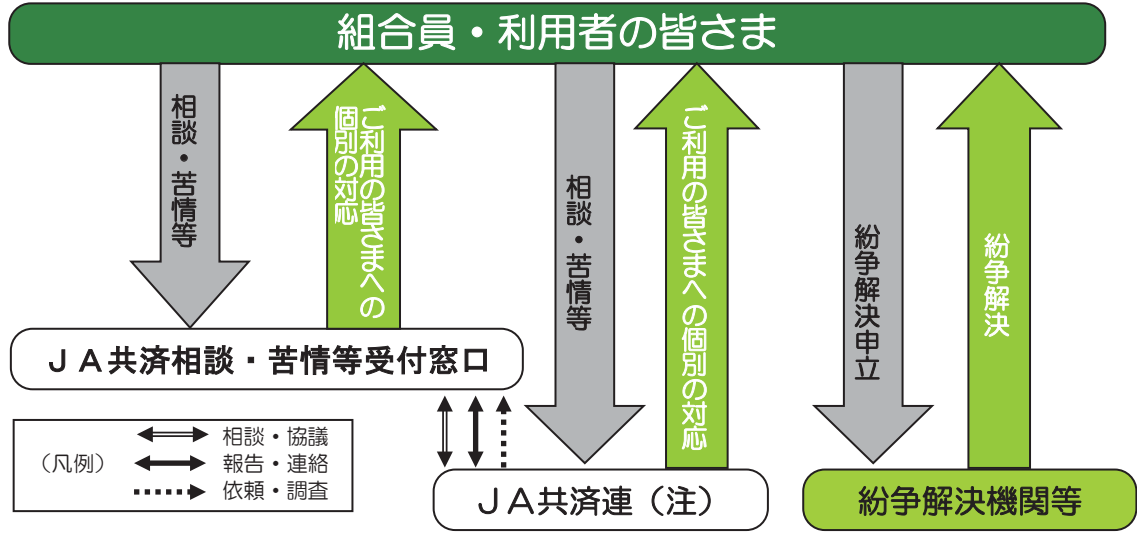 組合員・利用者の皆さま
相談・苦情等
ご利用の皆さまへの
個別の対応
相談・苦情等
ご利用の皆さまへの個別の対応
紛争解決申立
紛争解決
ＪＡ共済相談・苦情等受付窓口
（凡例）
相談・協議
報告・連絡
依頼・調査
ＪＡ共済連（注）
紛争解決機関等